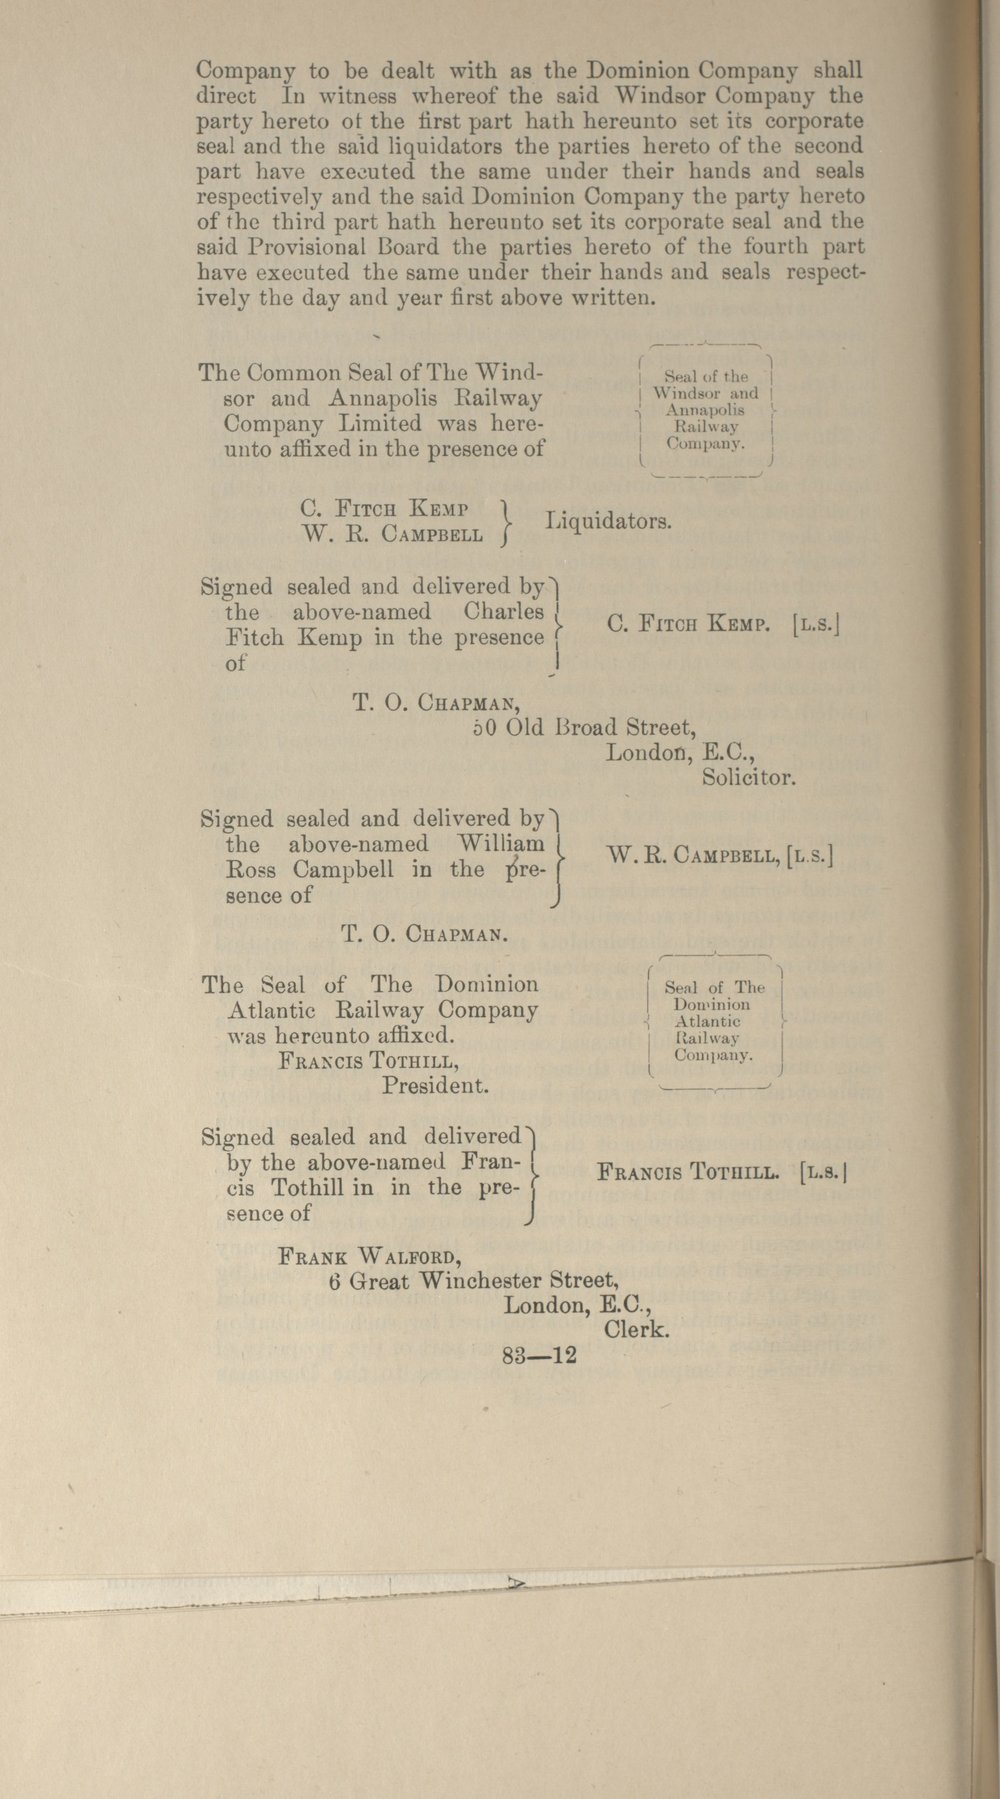 Company to be dealt with as the Dominion Company shall
direct In witness whereof the said Windsor Company the
party hereto of the first part hath hereunto set its corporate
seal and the said liquidators the parties hereto of the second
part have executed the same under their hands and seals
respectively and the said Dominion Company the party hereto
of the third part hath hereunto set its corporate seal and the
said Provisional Board the parties hereto of the fourth part
have executed the same under their hands and seals respect-
ively the day and year first above written.
The Common Seal of The Wind-
sor and Annapolis Railway
Company Limited was here-
unto affixed in the presence of
Seal of the
Windsor and
Annapolis
Railway
Company.
C. FITCH KEMP
W. R. CAMPBELL
Liquidators.
Signed sealed and delivered by
the above-named Charles
Fitch Kemp in the presence
of
C. FITCH KEMP. [L.S.]
T. O. CHAPMAN,
50 Old Broad Street,
London, E.C.,
Solicitor.
Signed sealed and delivered by
the above-named William
Ross Campbell in the pre-
sence of
W. R. CAMPBELL, [L.S.]
T. O. CHAPMAN.
The Seal of The Dominion
Atlantic Railway Company
was hereunto affixed.
FRANCIS TOTHILL,
President.
Seal of The
Dominion
Atlantic
Railway
Company.
Signed sealed and delivered
by the above-named Fran-
cis Tothill in in the pre-
sence of
FRANCIS TOTHILL. [L.S.]
FRANK WALFORD,
6 Great Winchester Street,
London, E.C.,
Clerk.
83—12